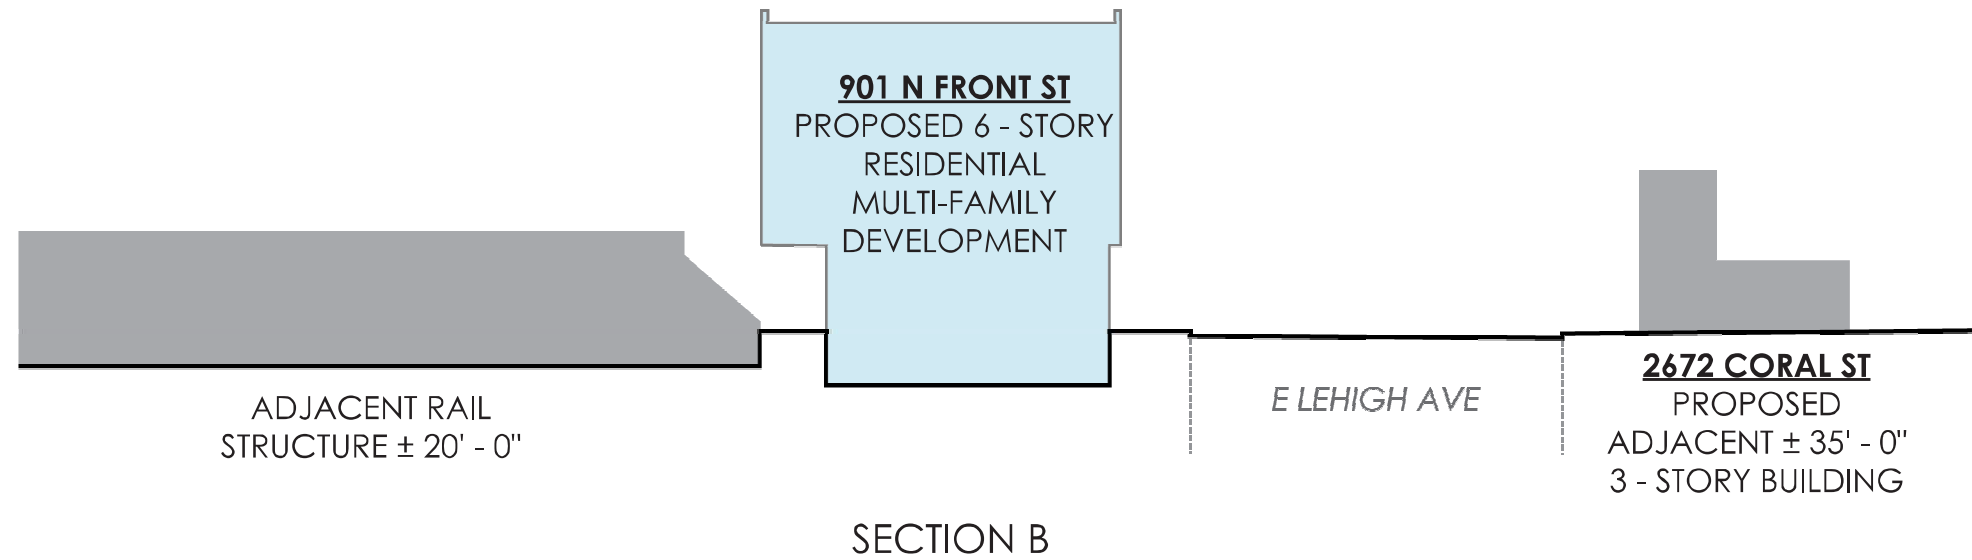 901 N FRONT ST
PROPOSED 6 - STORY
RESIDENTIAL
MULTI-FAMILY
DEVELOPMENT
ADJACENT RAIL
STRUCTURE ± 20' - 0"
E LEHIGH AVE
2672 CORAL ST
PROPOSED
ADJACENT ± 35' - 0"
3 - STORY BUILDING
SECTION B